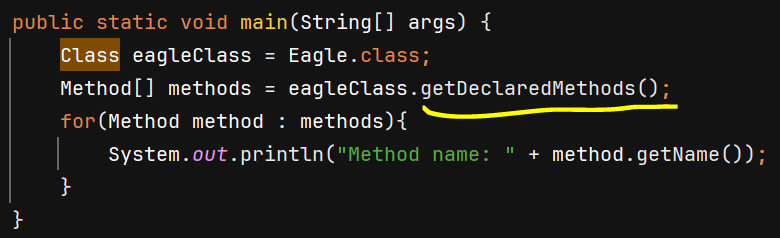 public static void main(String[] args) {
Class eagleClass = Eagle.class;
Method[] methods = eagleClass.getDeclaredMethods();
for(Method method : methods){
System.out.println("Method name: " + method.getName());
}
}